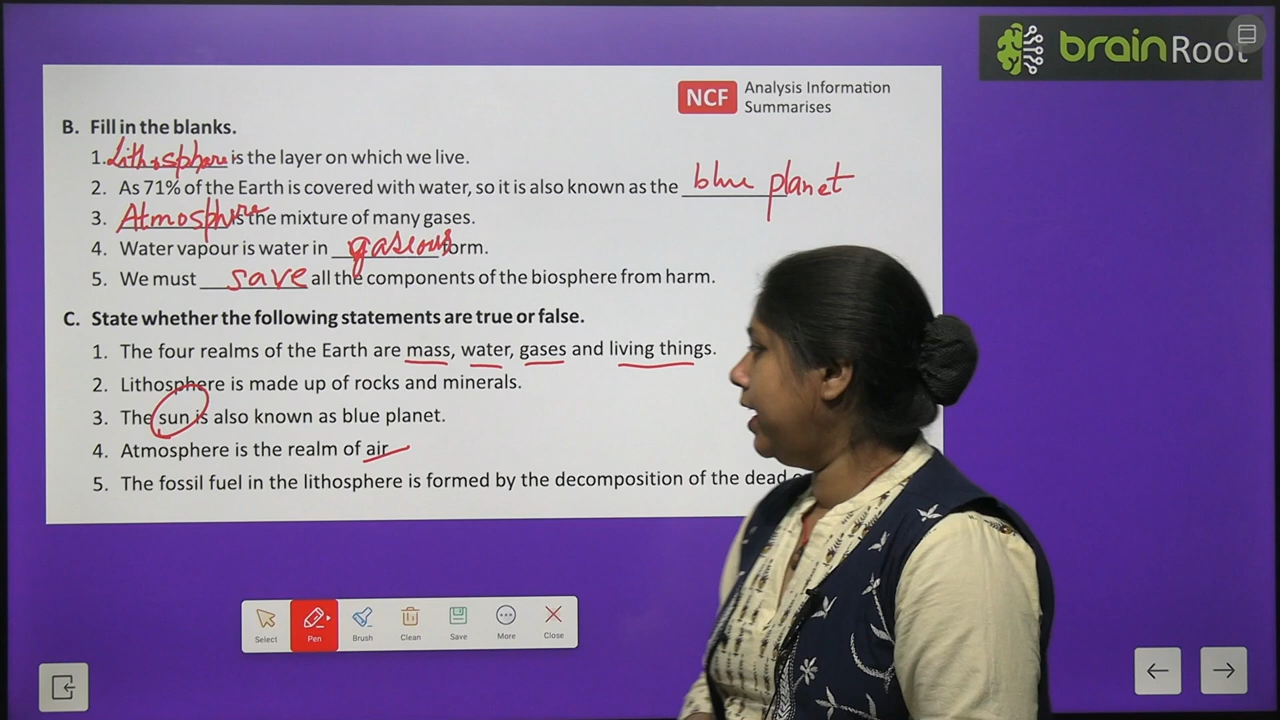 brainRoot
NCF Analysis Information
Summarises
B. Fill in the blanks.
1. Lithosphere is the layer on which we live.
2. As 71% of the Earth is covered with water, so it is also known as the blue planet
3. Atmosphere is the mixture of many gases.
4. Water vapour is water in gaseous form.
5. We must save all the components of the biosphere from harm.
C. State whether the following statements are true or false.
1. The four realms of the Earth are mass, water, gases and living things.
2. Lithosphere is made up of rocks and minerals.
3. The sun is also known as blue planet.
4. Atmosphere is the realm of air
5. The fossil fuel in the lithosphere is formed by the decomposition of the dead
Select Pen Brush Clean Save More Close